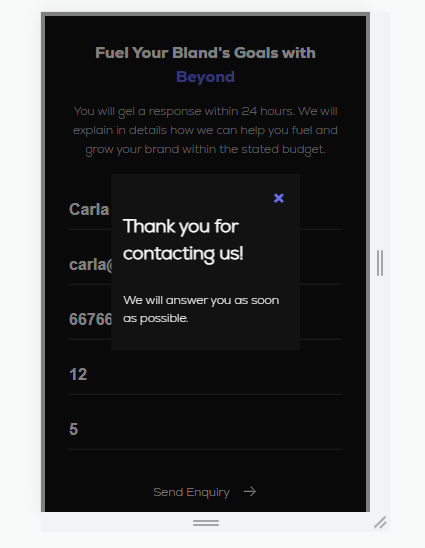 Fuel Your Bland's Goals with
Beyond
You will gel a response within 24 hours. We will
explain in details how we can help you fuel and
grow your brand within the stated budget.
Carla
×
Thank you for
contacting us!
carla@
We will answer you as soon
as possible.
66766
12
5
Send Enquiry →